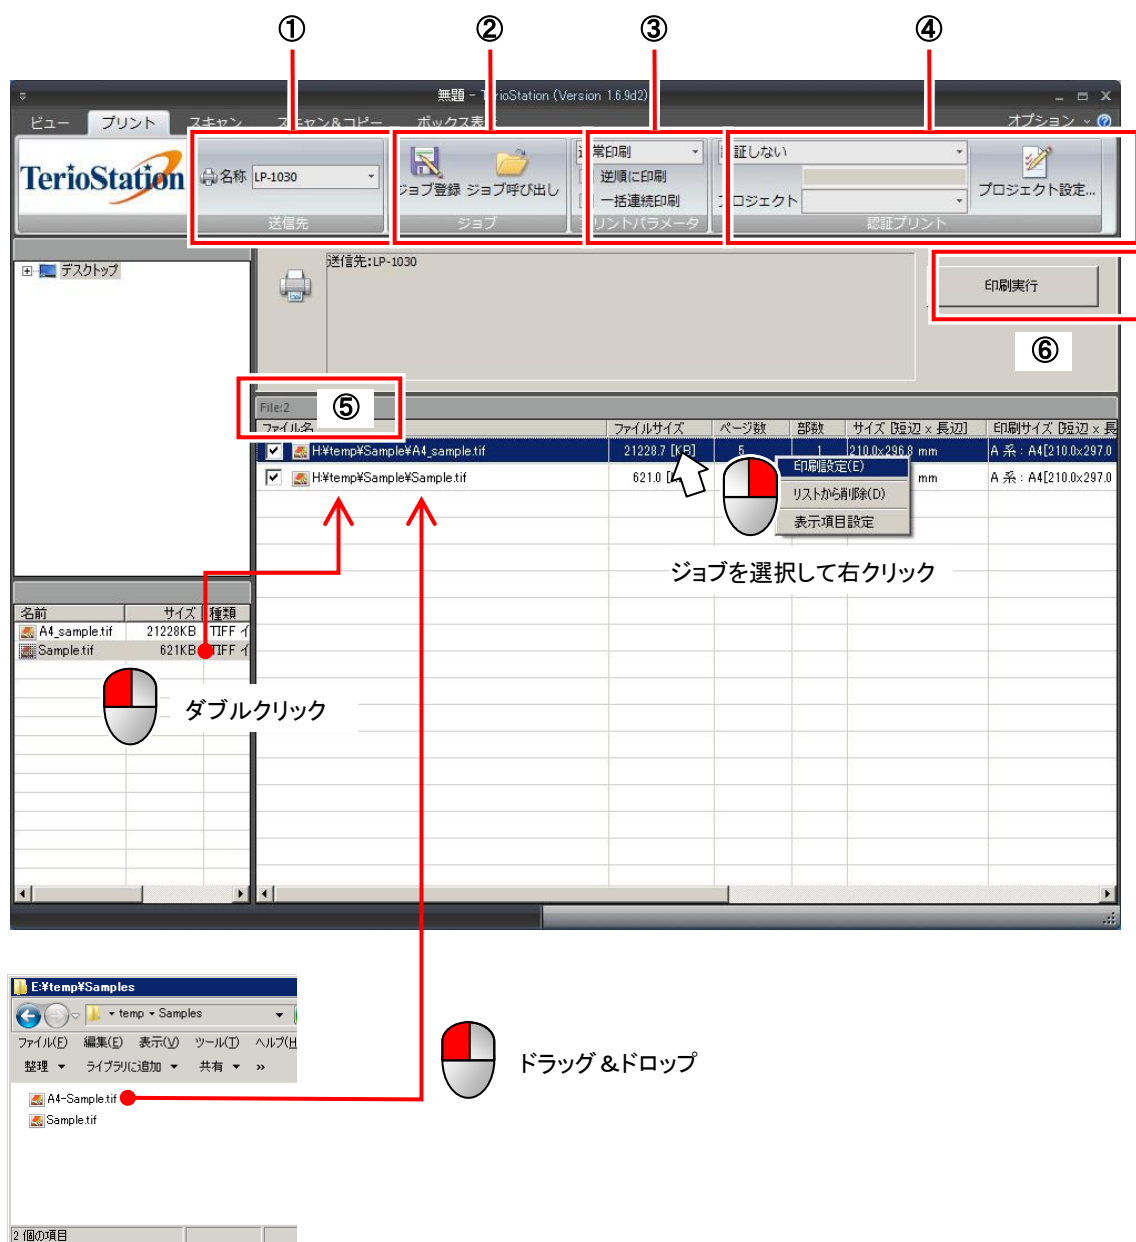 ① ② ③ ④
無題 - TerioStation (Version 1.6.9d2)
ビュー プリント スキャン スキャン&コピー ボックス表示 オプション
TerioStation
名称 LP-1030
送信先
ジョブ登録 ジョブ呼び出し
ジョブ
通常印刷
逆順に印刷
一括連続印刷
プリントパラメータ
認証しない
プロジェクト
認証プリント
プロジェクト設定...
デスクトップ
送信先:LP-1030
印刷実行
⑥
File:2
⑤
ファイル名 ファイルサイズ ページ数 部数 サイズ [短辺 x 長辺] 印刷サイズ [短辺 x 長
H:¥temp¥Sample¥A4_sample.tif 21228.7 [KB] 5 1 210.0x296.8 mm A 系 : A4[210.0x297.0
H:¥temp¥Sample¥Sample.tif 621.0 mm A 系 : A4[210.0x297.0
印刷設定(E)
リストから削除(D)
表示項目設定
ジョブを選択して右クリック
名前 サイズ 種類
A4_sample.tif 21228KB TIFF イ
Sample.tif 621KB TIFF イ
ダブルクリック
E:¥temp¥Samples
temp Samples
ファイル(F) 編集(E) 表示(V) ツール(T) ヘルプ(H
整理 ライブラリに追加 共有 »
A4-Sample.tif
Sample.tif
ドラッグ&ドロップ
2 個の項目